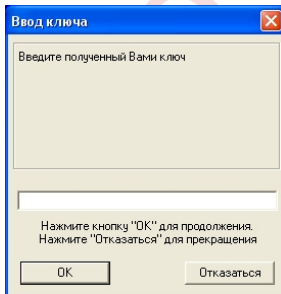 Ввод ключа
Введите полученный Вами ключ
Нажмите кнопку "ОК" для продолжения.
Нажмите "Отказаться" для прекращения
ОК
Отказаться